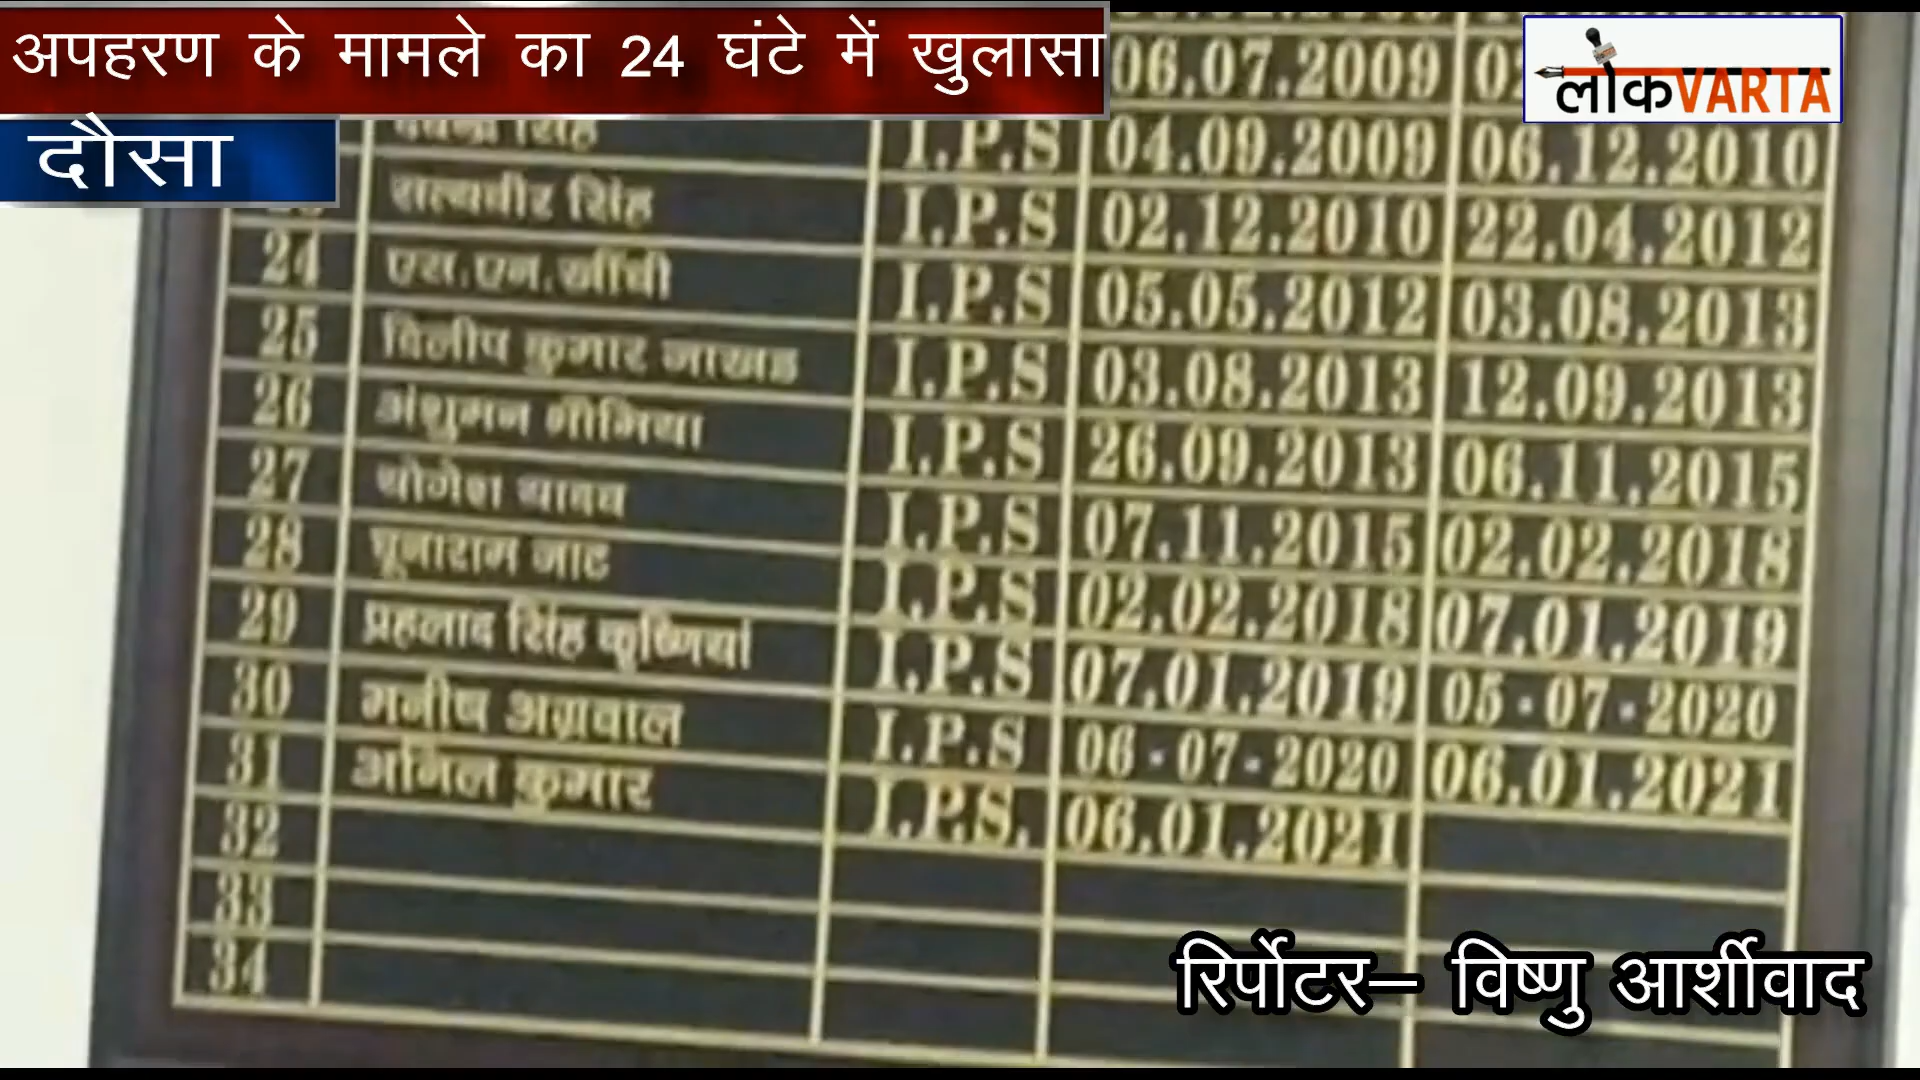 अपहरण के मामले का 24 घंटे में खुलासा
दौसा
लोकVARTA
06.07.2009
सिंह I.P.S 04.09.2009 06.12.2010
सत्यवीर सिंह I.P.S 02.12.2010 22.04.2012
24 एस.एन.खींची I.P.S 05.05.2012 03.08.2013
25 दिलीप कुमार जाखड I.P.S 03.08.2013 12.09.2013
26 अंशुमन भौमिया I.P.S 26.09.2013 06.11.2015
27 योगेश यादव I.P.S 07.11.2015 02.02.2018
28 चूनाराम जाट I.P.S 02.02.2018 07.01.2019
29 प्रहलाद सिंह कृष्णियां I.P.S 07.01.2019 05·07·2020
30 मनीष अग्रवाल I.P.S 06·07·2020 06.01.2021
31 अनिल कुमार I.P.S. 06.01.2021
32
33
34
रिर्पोटर– विष्णु आर्शीवाद